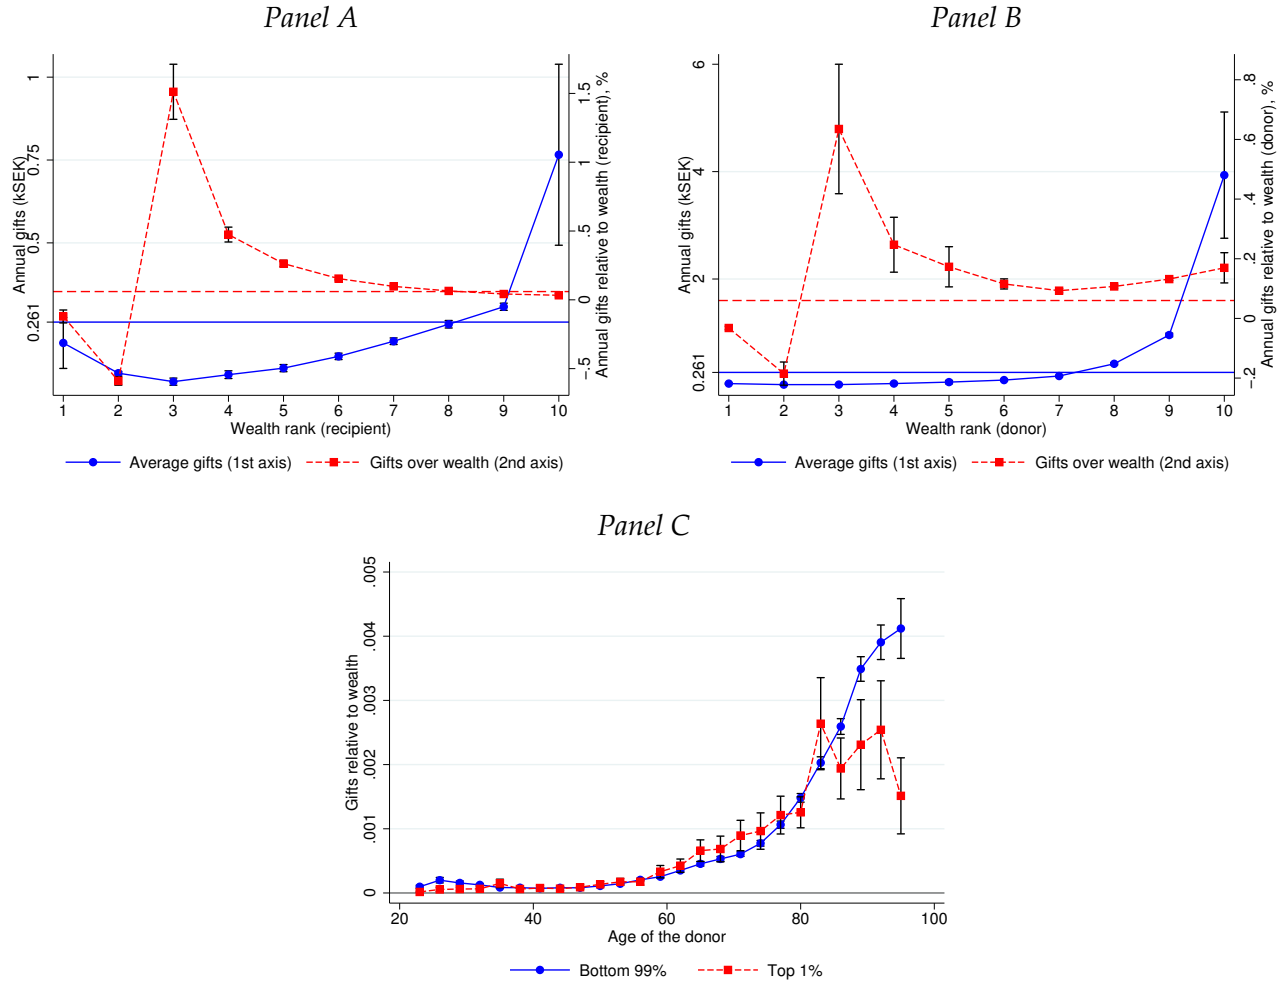 Panel A
Annual gifts (kSEK)
1
0.75
0.5
0.261
1.5
1
.5
0
-.5
Annual gifts relative to wealth (recipient), %
1 2 3 4 5 6 7 8 9 10
Wealth rank (recipient)
Average gifts (1st axis) Gifts over wealth (2nd axis)
Panel B
Annual gifts (kSEK)
6
4
2
0.261
.8
.6
.4
.2
0
-.2
Annual gifts relative to wealth (donor), %
1 2 3 4 5 6 7 8 9 10
Wealth rank (donor)
Average gifts (1st axis) Gifts over wealth (2nd axis)
Panel C
Gifts relative to wealth
.005
.004
.003
.002
.001
0
20 40 60 80 100
Age of the donor
Bottom 99% Top 1%